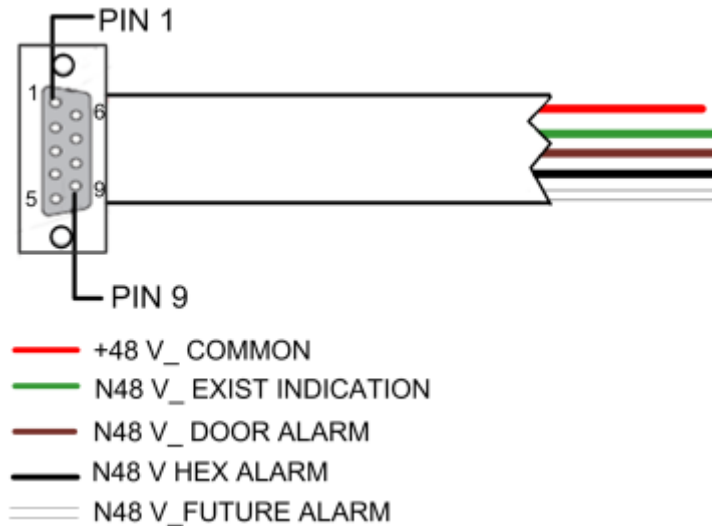 PIN 1
1
6
5
9
PIN 9
+48 V_ COMMON
N48 V_ EXIST INDICATION
N48 V_ DOOR ALARM
N48 V HEX ALARM
N48 V_FUTURE ALARM